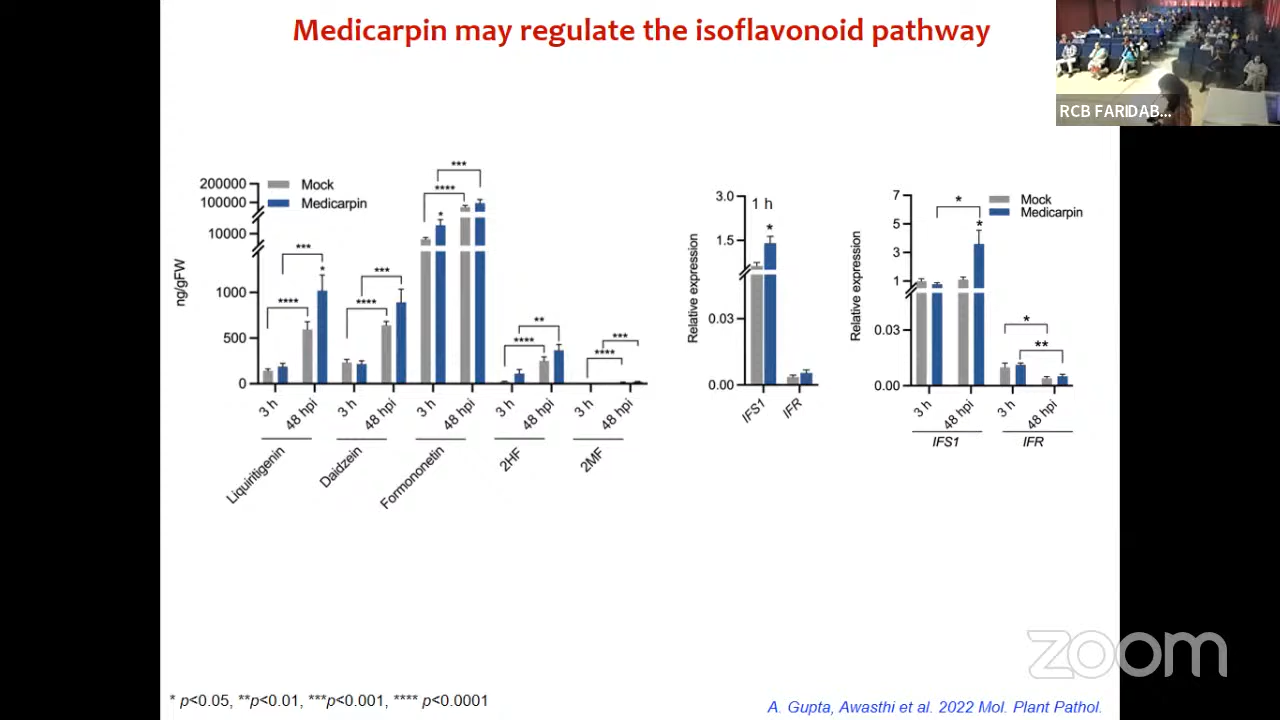 Medicarpin may regulate the isoflavonoid pathway
RCB FARIDAB...
200000
100000
10000
1000
500
0
ng/gFW
Mock
Medicarpin
***
****
*
***
****
***
****
*
***
****
**
****
***
****
3 h
48 hpi
3 h
48 hpi
3 h
48 hpi
3 h
48 hpi
3 h
48 hpi
Liquiritigenin
Daidzein
Formononetin
2HF
2MF
3.0
1.5
0.03
0.00
Relative expression
1 h
*
IFS1
IFR
7
5
3
1
0.03
0.00
Relative expression
Mock
Medicarpin
*
*
*
**
3 h
48 hpi
3 h
48 hpi
IFS1
IFR
zoom
* p<0.05, **p<0.01, ***p<0.001, **** p<0.0001
A. Gupta, Awasthi et al. 2022 Mol. Plant Pathol.